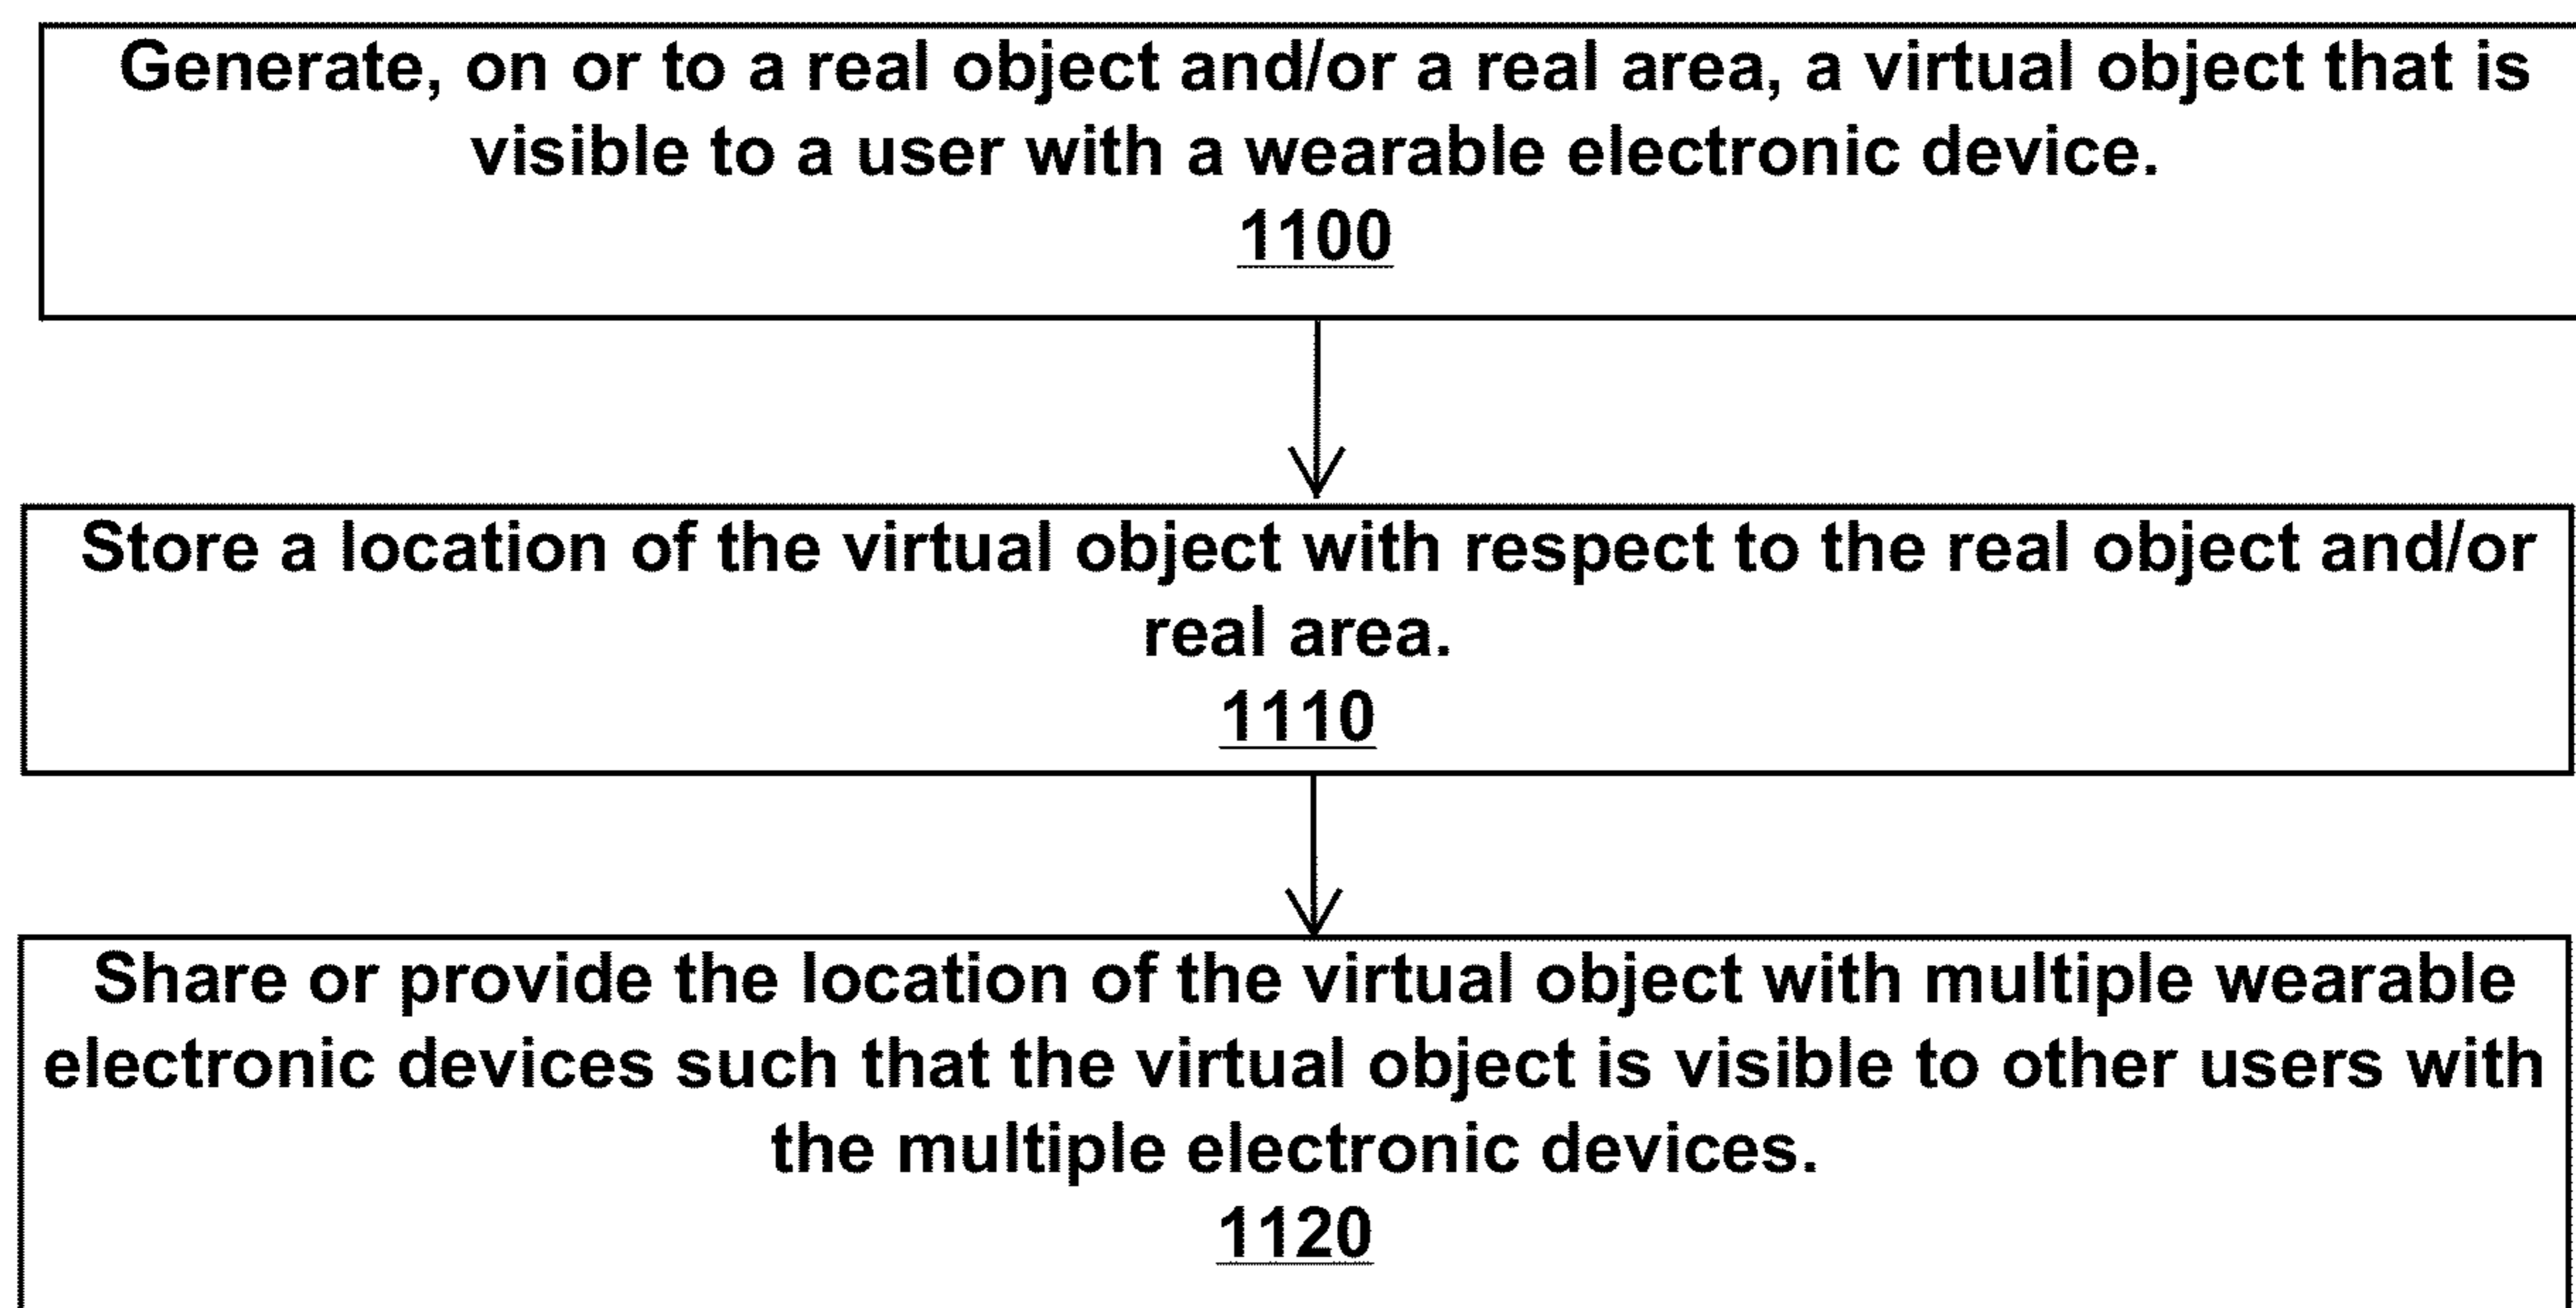 Generate, on or to a real object and/or a real area, a virtual object that is
visible to a user with a wearable electronic device.
1100
Store a location of the virtual object with respect to the real object and/or
real area.
1110
Share or provide the location of the virtual object with multiple wearable
electronic devices such that the virtual object is visible to other users with
the multiple electronic devices.
1120